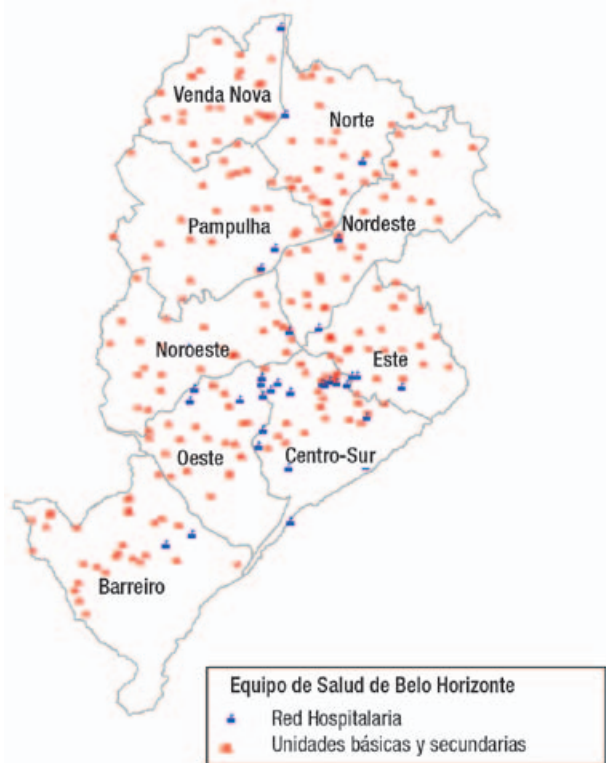 Venda Nova
Norte
Pampulha
Nordeste
Noroeste
Este
Oeste
Centro-Sur
Barreiro
Equipo de Salud de Belo Horizonte
Red Hospitalaria
Unidades básicas y secundarias